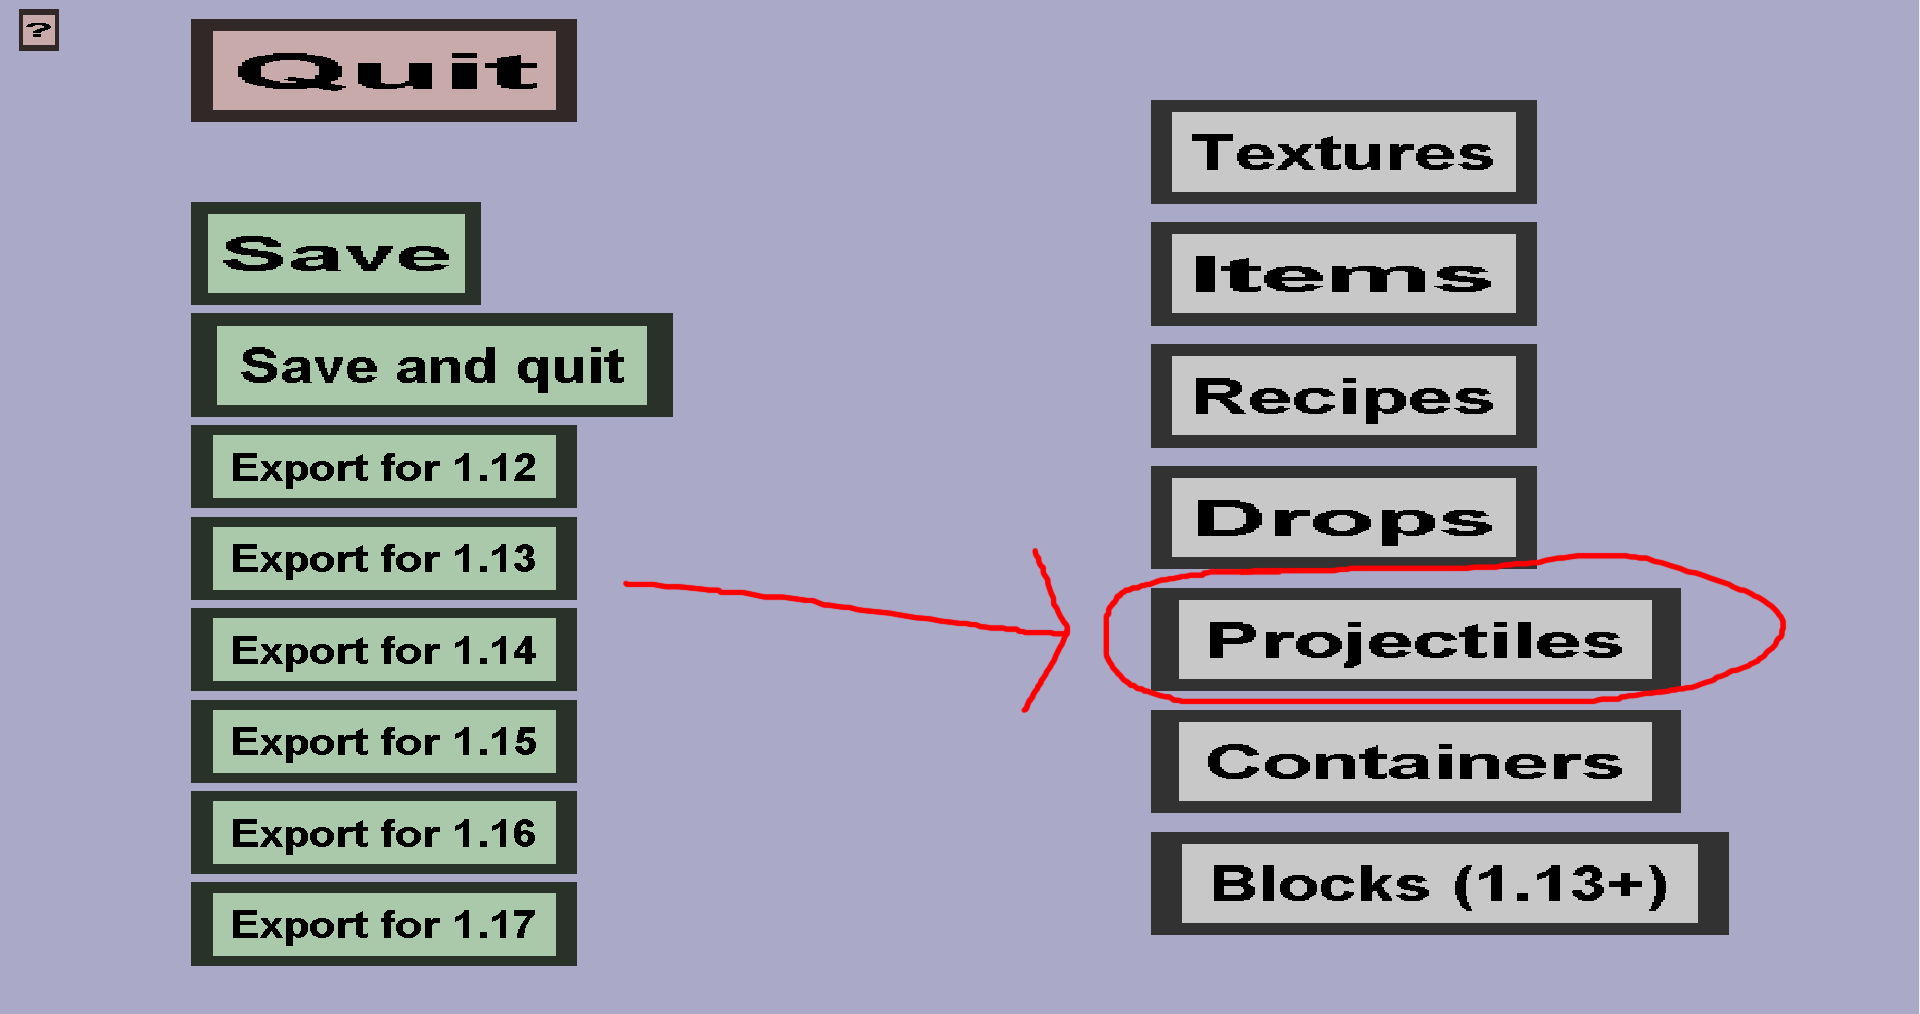 ?
Quit
Save
Save and quit
Export for 1.12
Export for 1.13
Export for 1.14
Export for 1.15
Export for 1.16
Export for 1.17
Textures
Items
Recipes
Drops
Projectiles
Containers
Blocks (1.13+)